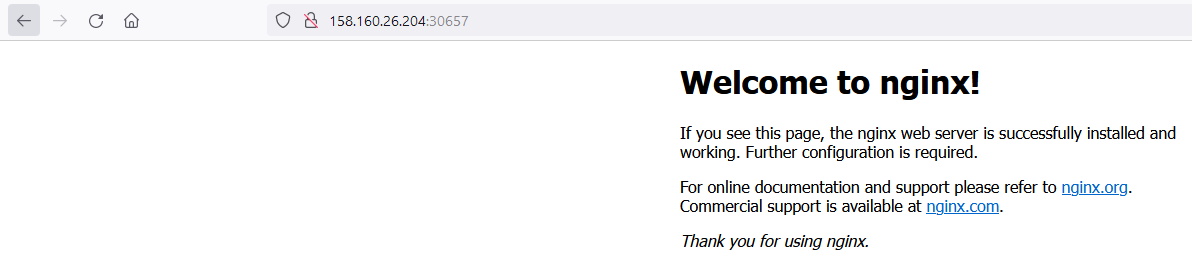 158.160.26.204:30657
Welcome to nginx!
If you see this page, the nginx web server is successfully installed and
working. Further configuration is required.
For online documentation and support please refer to nginx.org.
Commercial support is available at nginx.com.
Thank you for using nginx.